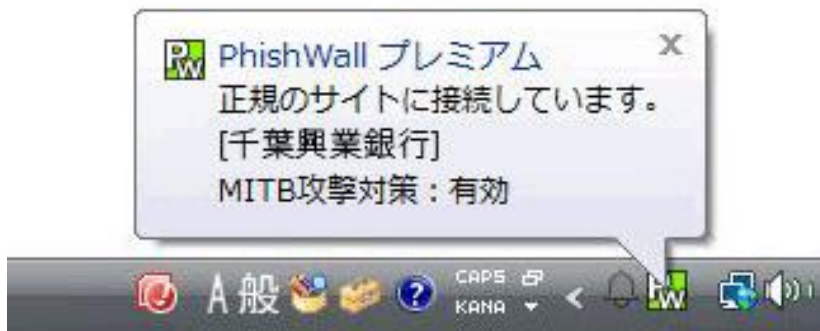 PW PhishWall プレミアム
正規のサイトに接続しています。
[千葉興業銀行]
MITB攻撃対策：有効
A 般 ? CAPS < PW
KANA